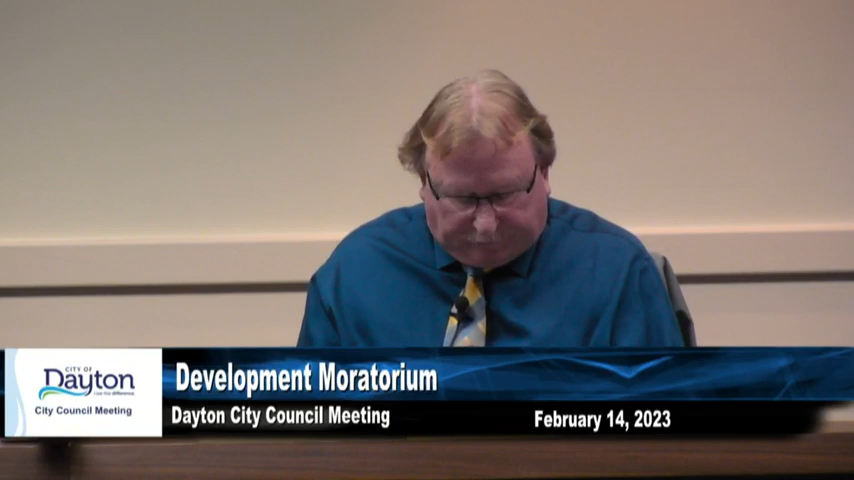 CITY OF
Dayton
City Council Meeting
Development Moratorium
Dayton City Council Meeting
February 14, 2023